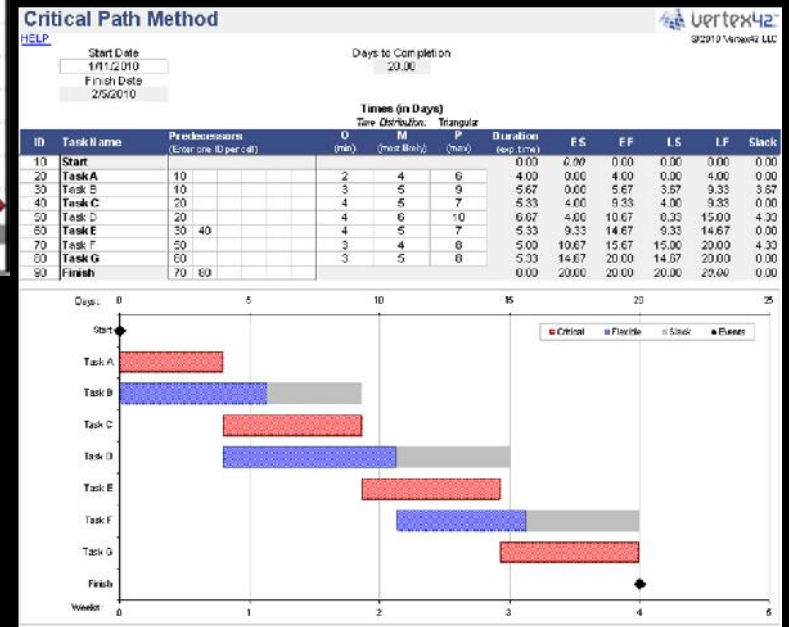 Critical Path Method
vertex42
HELP
© 2010 Vertex42 LLC
Start Date
Days to Completion
1/11/2010
20.00
Finish Date
2/5/2010
Times (in Days)
Time Distribution: Triangular
ID Task Name Predecessors (Enter one ID per cell) O (min) M (most likely) P (max) Duration (exp. time) ES EF LS LF Slack
10 Start 0.00 0.00 0.00 0.00 0.00 0.00
20 Task A 10 2 4 6 4.00 0.00 4.00 0.00 4.00 0.00
30 Task B 10 3 5 9 5.67 0.00 5.67 3.67 9.33 3.67
40 Task C 20 4 5 7 5.33 4.00 9.33 4.00 9.33 0.00
50 Task D 20 4 6 10 6.67 4.00 10.67 8.33 15.00 4.33
60 Task E 30 40 4 5 7 5.33 9.33 14.67 9.33 14.67 0.00
70 Task F 50 3 4 8 5.00 10.67 15.67 15.00 20.00 4.33
80 Task G 60 3 5 8 5.33 14.67 20.00 14.67 20.00 0.00
90 Finish 70 80 0.00 20.00 20.00 20.00 20.00 0.00
Days: 0 5 10 15 20 25
Critical Flexible Slack Events
Start
Task A
Task B
Task C
Task D
Task E
Task F
Task G
Finish
Weeks: 0 1 2 3 4 5